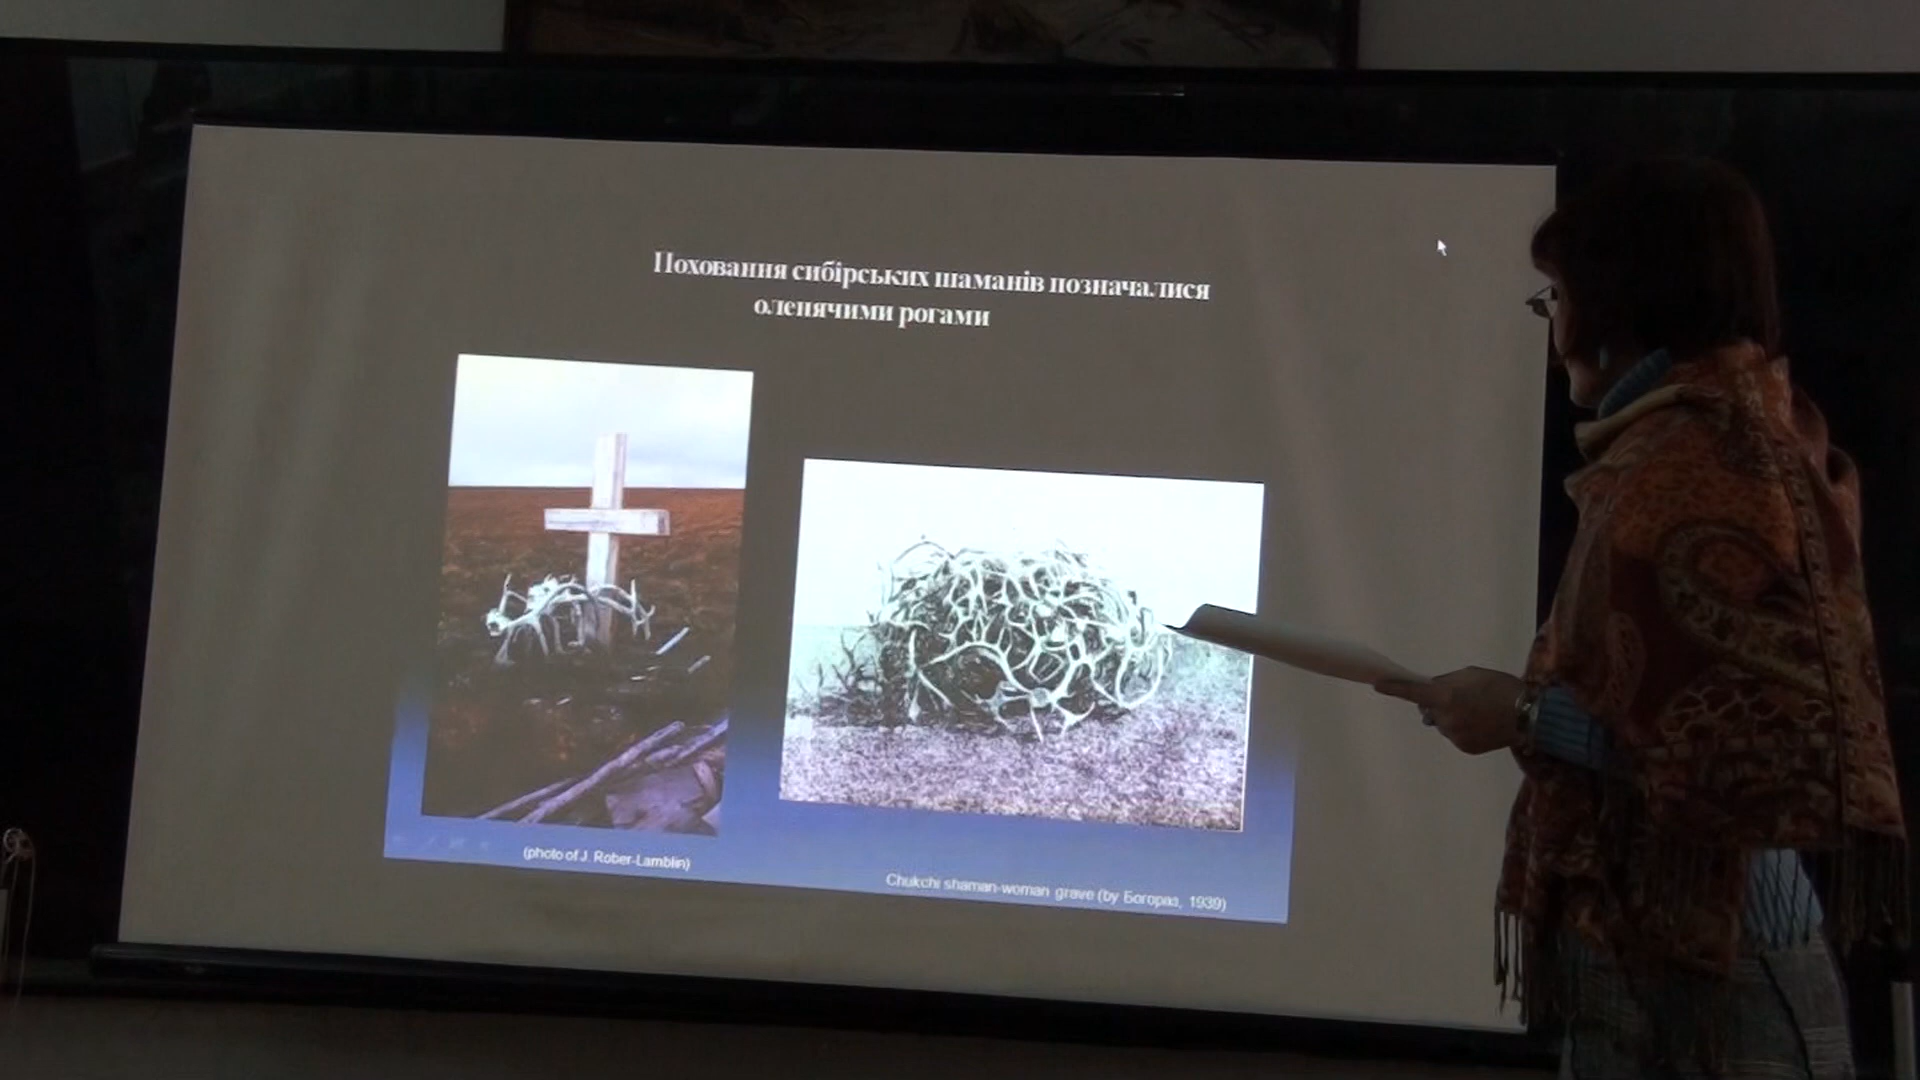 Поховання сибірських шаманів позначалися
оленячими рогами
(photo of J. Rober-Lamblin)
Chukchi shaman-woman grave (by Богораз, 1939)